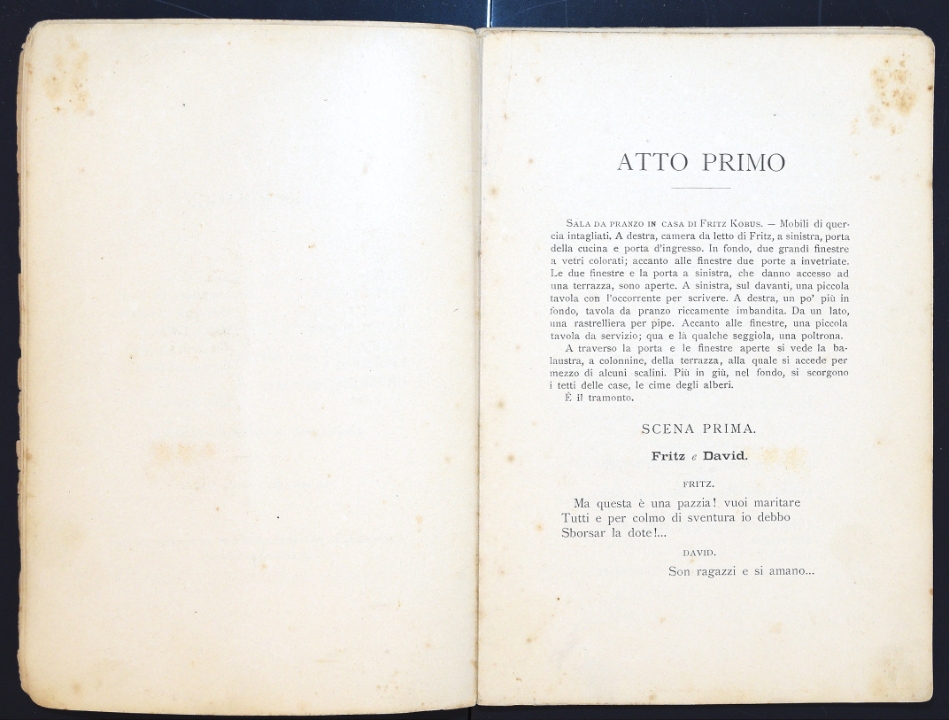 ATTO PRIMO
SALA DA PRANZO IN CASA DI FRITZ KOBUS. — Mobili di quer-
cia intagliati. A destra, camera da letto di Fritz, a sinistra, porta
della cucina e porta d'ingresso. In fondo, due grandi finestre
a vetri colorati; accanto alle finestre due porte a invetriate.
Le due finestre e la porta a sinistra, che danno accesso ad
una terrazza, sono aperte. A sinistra, sul davanti, una piccola
tavola con l'occorrente per scrivere. A destra, un po' più in
fondo, tavola da pranzo riccamente imbandita. Da un lato,
una rastrelliera per pipe. Accanto alle finestre, una piccola
tavola da servizio; qua e là qualche seggiola, una poltrona.
A traverso la porta e le finestre aperte si vede la ba-
laustra, a colonnine, della terrazza, alla quale si accede per
mezzo di alcuni scalini. Più in giù, nel fondo, si scorgono
i tetti delle case, le cime degli alberi.
È il tramonto.
SCENA PRIMA.
Fritz e David.
FRITZ.
Ma questa è una pazzia! vuoi maritare
Tutti e per colmo di sventura io debbo
Sborsar la dote!...
DAVID.
Son ragazzi e si amano...